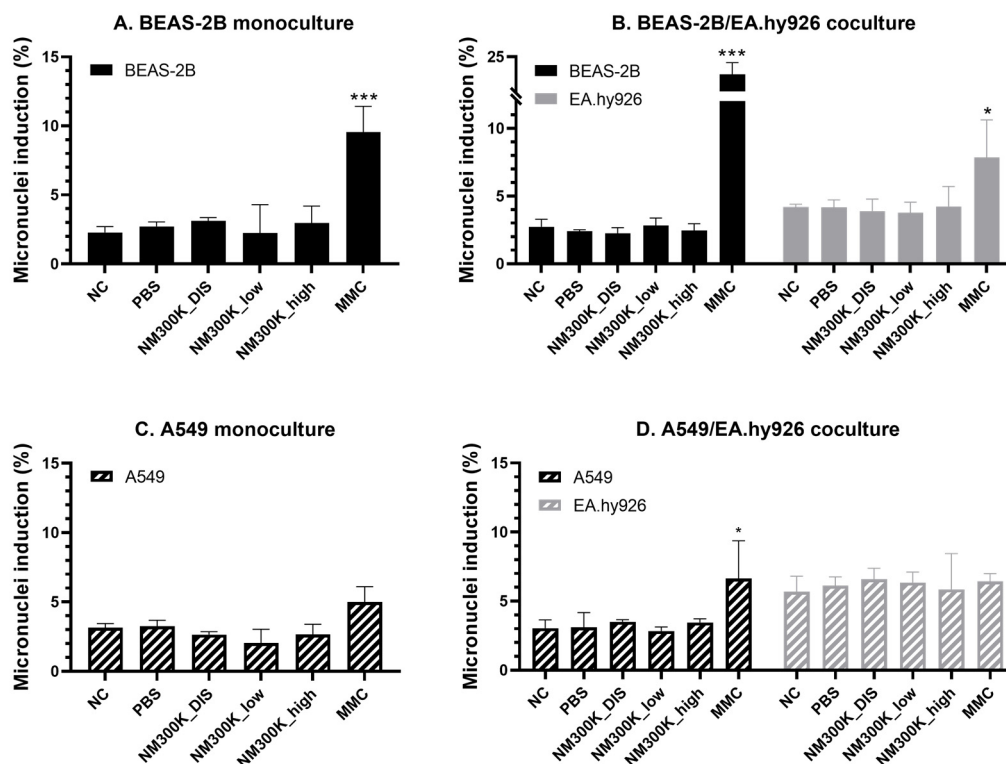 A. BEAS-2B monoculture
Micronuclei induction (%)
15
10
5
0
BEAS-2B
***
NC
PBS
NM300K_DIS
NM300K_low
NM300K_high
MMC
B. BEAS-2B/EA.hy926 coculture
Micronuclei induction (%)
25
10
5
0
BEAS-2B
EA.hy926
***
*
NC
PBS
NM300K_DIS
NM300K_low
NM300K_high
MMC
NC
PBS
NM300K_DIS
NM300K_low
NM300K_high
MMC
C. A549 monoculture
Micronuclei induction (%)
15
10
5
0
A549
NC
PBS
NM300K_DIS
NM300K_low
NM300K_high
MMC
D. A549/EA.hy926 coculture
Micronuclei induction (%)
15
10
5
0
A549
EA.hy926
*
NC
PBS
NM300K_DIS
NM300K_low
NM300K_high
MMC
NC
PBS
NM300K_DIS
NM300K_low
NM300K_high
MMC